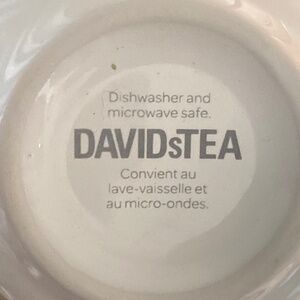 Dishwasher and
microwave safe.
DAVIDsTEA
Convient au
lave-vaisselle et
au micro-ondes.